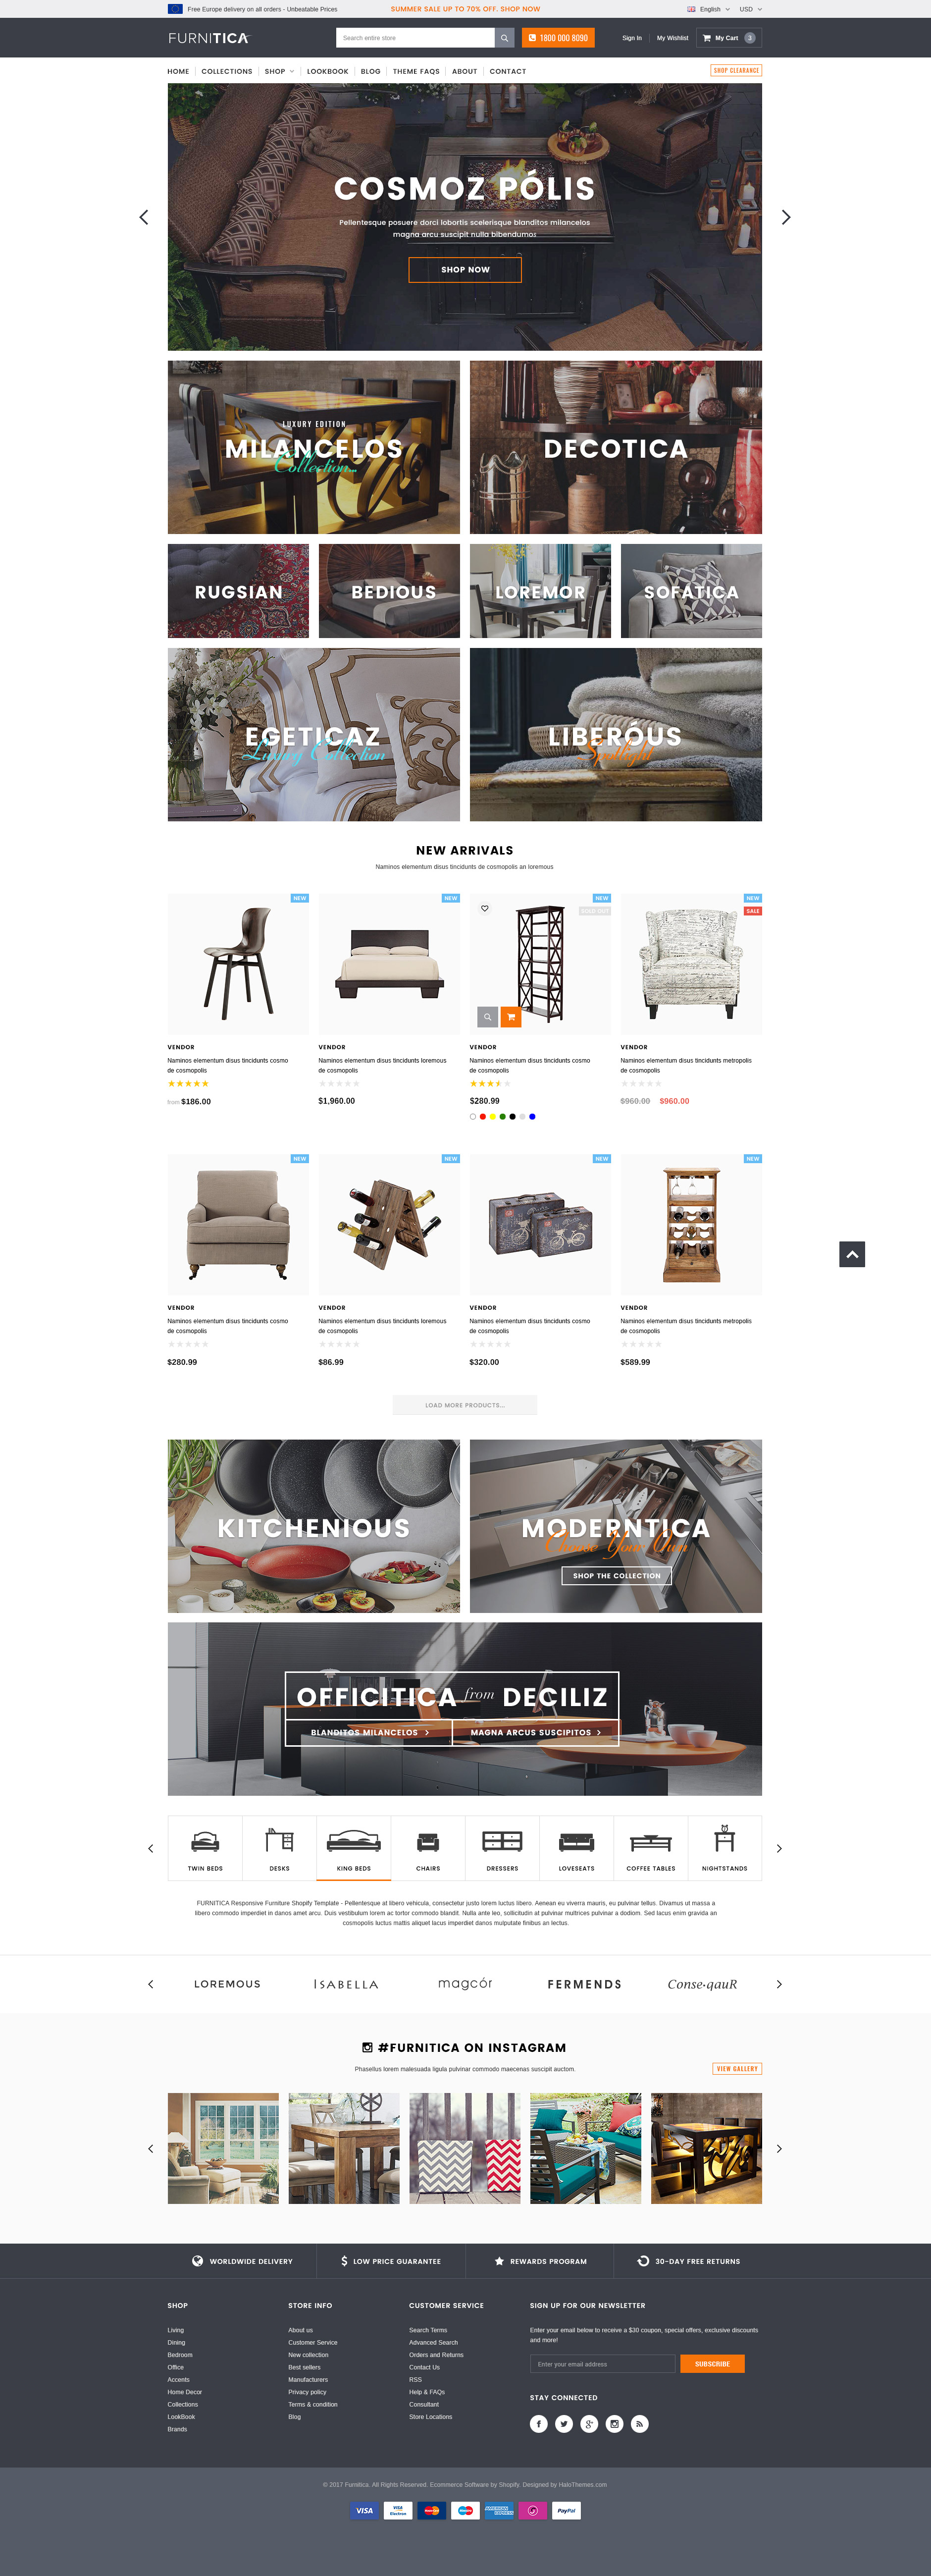 Free Europe delivery on all orders - Unbeatable Prices
SUMMER SALE UP TO 70% OFF. SHOP NOW
English
USD
FURNITICA
Search entire store
1800 000 8090
Sign In
My Wishlist
My Cart 3
HOME
COLLECTIONS
SHOP
LOOKBOOK
BLOG
THEME FAQS
ABOUT
CONTACT
SHOP CLEARANCE
COSMOZ PÓLIS
Pellentesque posuere dorci lobortis scelerisque blanditos milancelos
magna arcu suscipit nulla bibendumas
SHOP NOW
LUXURY EDITION
MILANCELOS
Collection...
DECOTICA
RUGSIAN
BEDIOUS
LOREMOR
SOFATICA
EGETICAZ
Luxury Collection
LIBERÓUS
Spotlight
NEW ARRIVALS
Naminos elementum disus tincidunts de cosmopolis an loremous
NEW
NEW
NEW
SOLD OUT
NEW
SALE
VENDOR
Naminos elementum disus tincidunts cosmo
de cosmopolis
from $186.00
VENDOR
Naminos elementum disus tincidunts loremous
de cosmopolis
$1,960.00
VENDOR
Naminos elementum disus tincidunts cosmo
de cosmopolis
$280.99
VENDOR
Naminos elementum disus tincidunts metropolis
de cosmopolis
$960.00 $960.00
NEW
NEW
NEW
NEW
VENDOR
Naminos elementum disus tincidunts cosmo
de cosmopolis
$280.99
VENDOR
Naminos elementum disus tincidunts loremous
de cosmopolis
$86.99
VENDOR
Naminos elementum disus tincidunts cosmo
de cosmopolis
$320.00
VENDOR
Naminos elementum disus tincidunts metropolis
de cosmopolis
$589.99
LOAD MORE PRODUCTS...
KITCHENIOUS
MODERNTICA
Choose Your Own
SHOP THE COLLECTION
OFFICITICA from DECILIZ
BLANDITOS MILANCELOS
MAGNA ARCUS SUSCIPITOS
TWIN BEDS
DESKS
KING BEDS
CHAIRS
DRESSERS
LOVESEATS
COFFEE TABLES
NIGHTSTANDS
FURNITICA Responsive Furniture Shopify Template - Pellentesque at libero vehicula, consectetur justo lorem luctus libero. Aenean eu viverra mauris, eu pulvinar tellus. Divamus ut massa a
libero commodo imperdiet in danos amet arcu. Duis vestibulum lorem ac tortor commodo blandit. Nulla ante leo, sollicitudin at pulvinar multrices pulvinar a dodiom. Sed lacus enim gravida an
cosmopolis luctus mattis aliquet lacus imperdiet danos mulputate finibus an lectus.
LOREMOUS
ISABELLA
magcór
FERMENDS
Conse•qauR
#FURNITICA ON INSTAGRAM
Phasellus lorem malesuada ligula pulvinar commodo maecenas suscipit auctom.
VIEW GALLERY
WORLDWIDE DELIVERY
LOW PRICE GUARANTEE
REWARDS PROGRAM
30-DAY FREE RETURNS
SHOP
Living
Dining
Bedroom
Office
Accents
Home Decor
Collections
LookBook
Brands
STORE INFO
About us
Customer Service
New collection
Best sellers
Manufacturers
Privacy policy
Terms & condition
Blog
CUSTOMER SERVICE
Search Terms
Advanced Search
Orders and Returns
Contact Us
RSS
Help & FAQs
Consultant
Store Locations
SIGN UP FOR OUR NEWSLETTER
Enter your email below to receive a $30 coupon, special offers, exclusive discounts
and more!
Enter your email address
SUBSCRIBE
STAY CONNECTED
© 2017 Furnitica. All Rights Reserved. Ecommerce Software by Shopify. Designed by HaloThemes.com
VISA
VISA
Electron
MasterCard
Maestro
AMERICAN
EXPRESS
PayPal